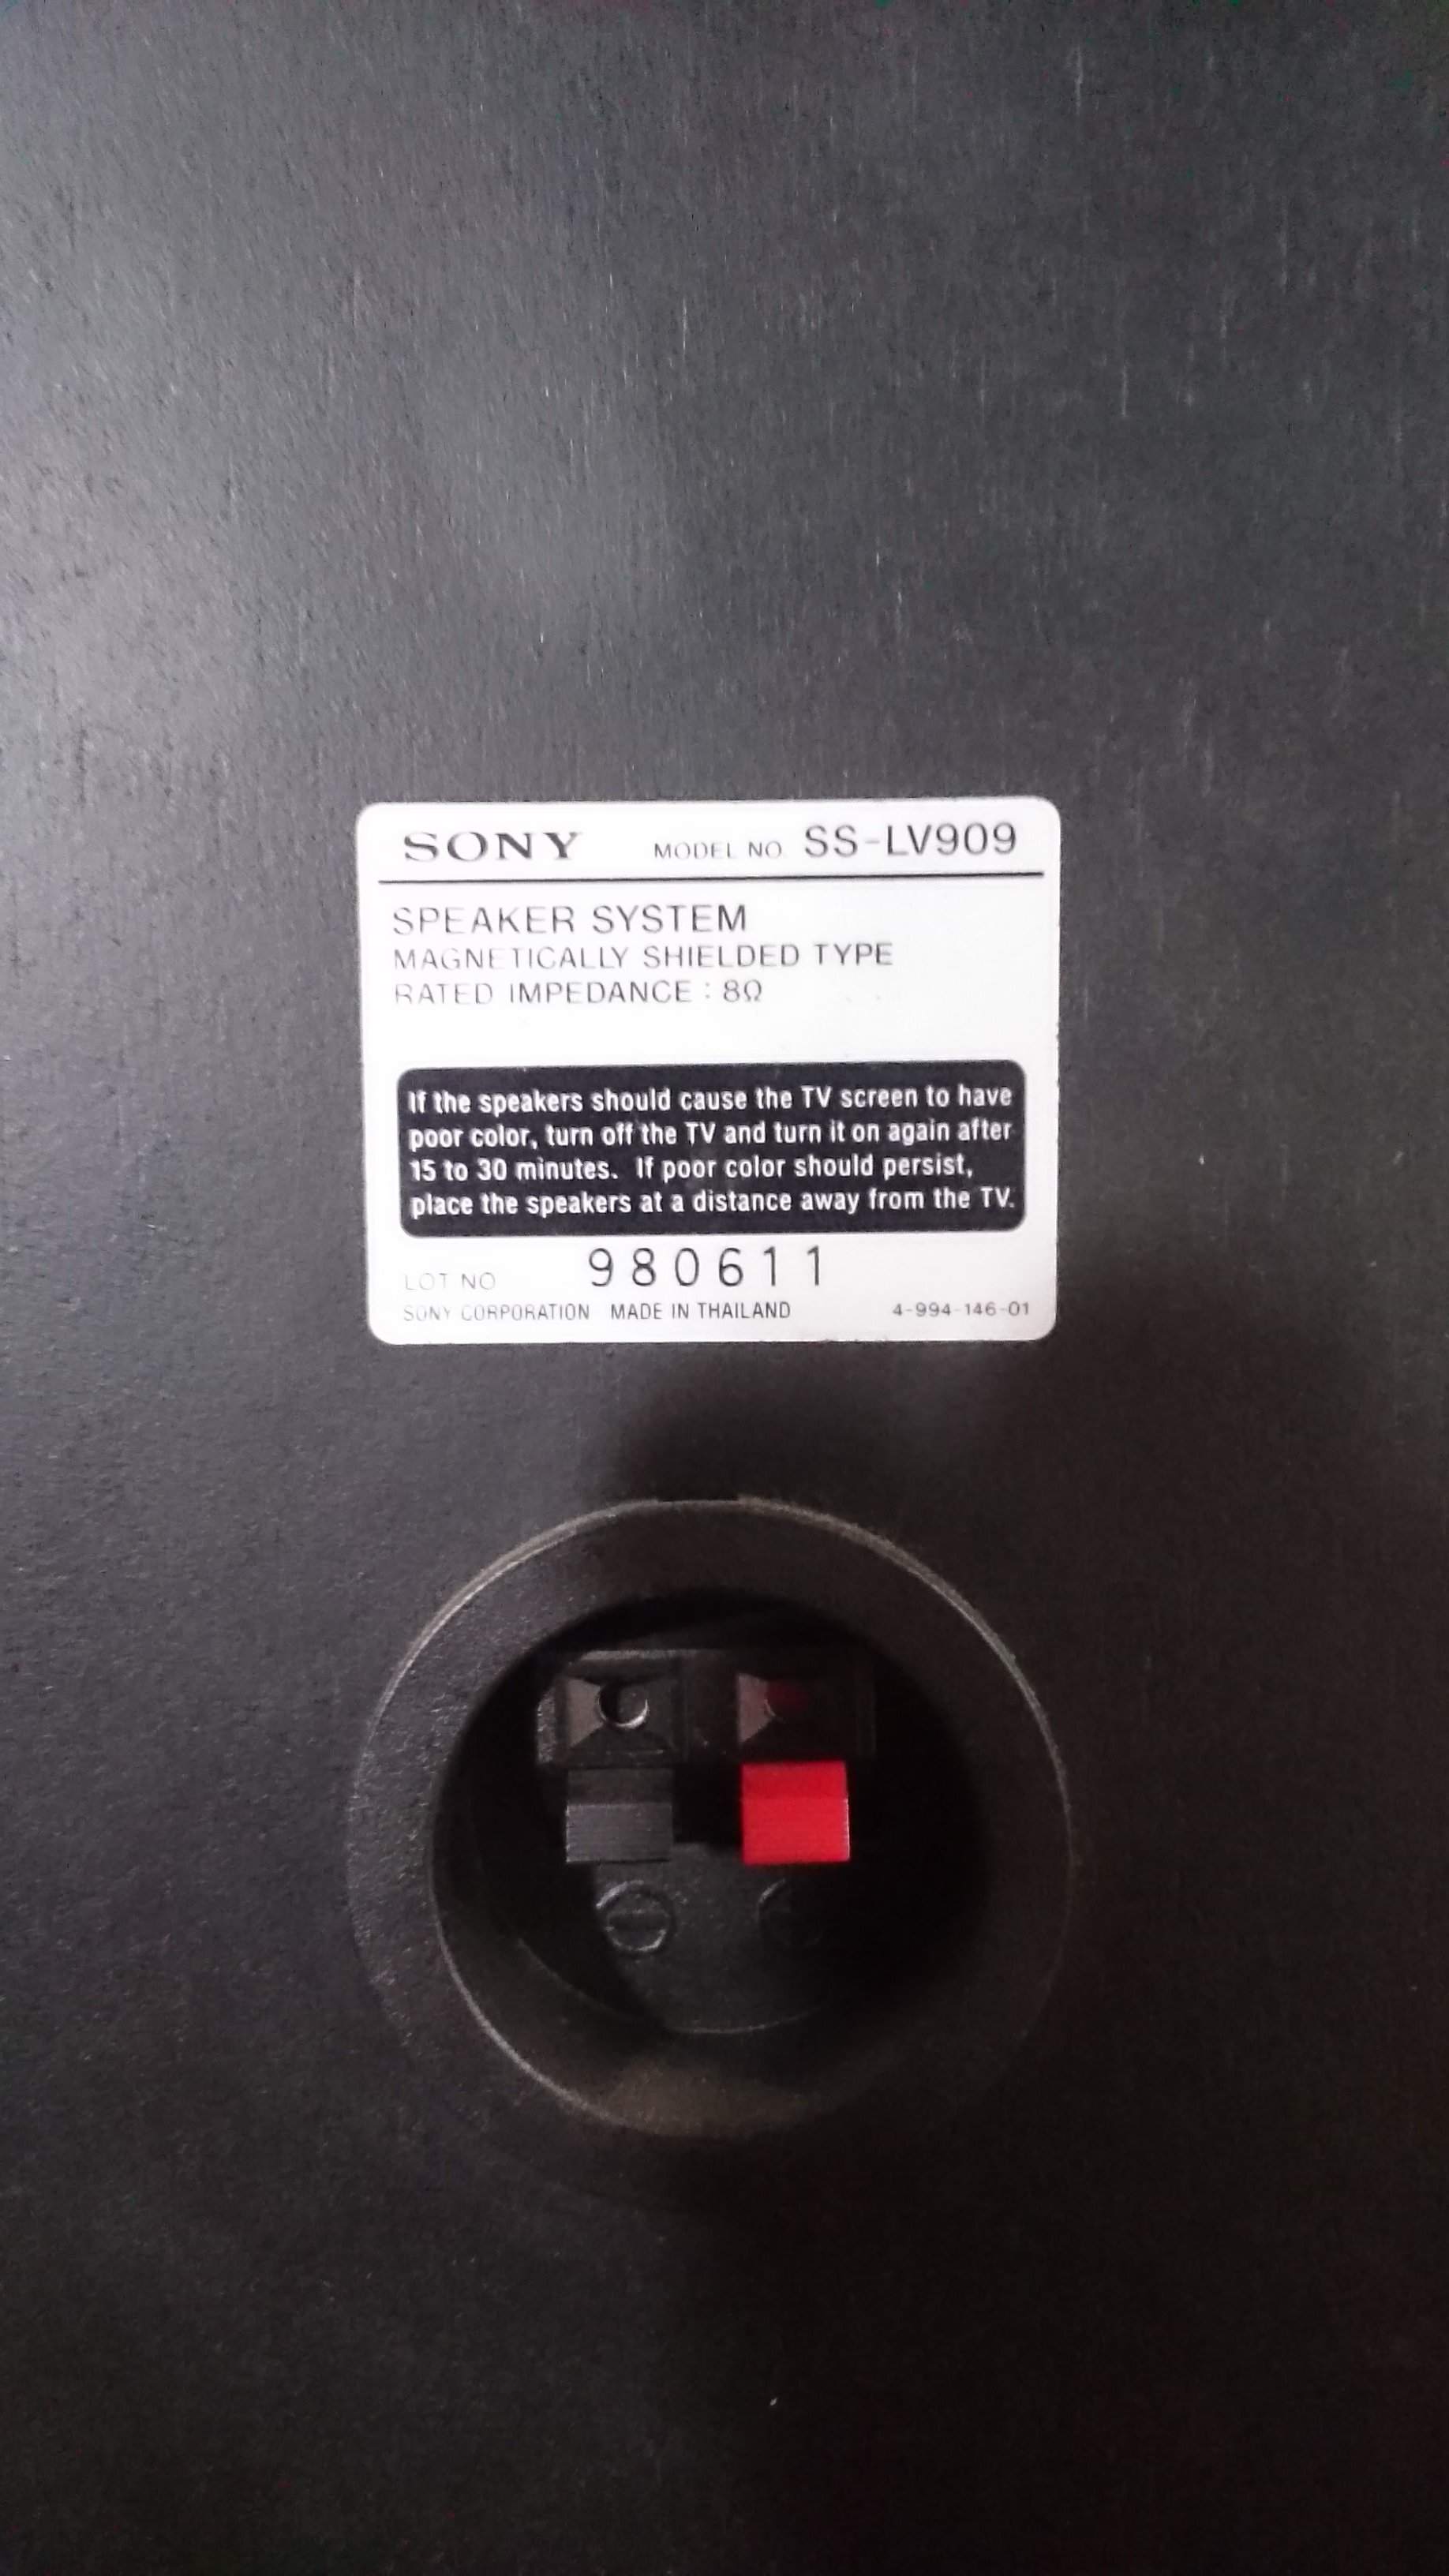 SONY MODEL NO. SS-LV909
SPEAKER SYSTEM
MAGNETICALLY SHIELDED TYPE
RATED IMPEDANCE : 8Ω
If the speakers should cause the TV screen to have
poor color, turn off the TV and turn it on again after
15 to 30 minutes. If poor color should persist,
place the speakers at a distance away from the TV.
LOT NO 980611
SONY CORPORATION MADE IN THAILAND 4-994-146-01